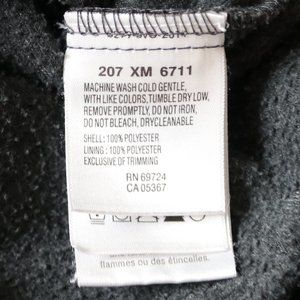 207 XM 6711
MACHINE WASH COLD GENTLE,
WITH LIKE COLORS, TUMBLE DRY LOW,
REMOVE PROMPTLY, DO NOT IRON,
DO NOT BLEACH, DRYCLEANABLE
SHELL: 100% POLYESTER
LINING : 100% POLYESTER
EXCLUSIVE OF TRIMMING
RN 69724
CA 05367
flammes ou des étincelles.